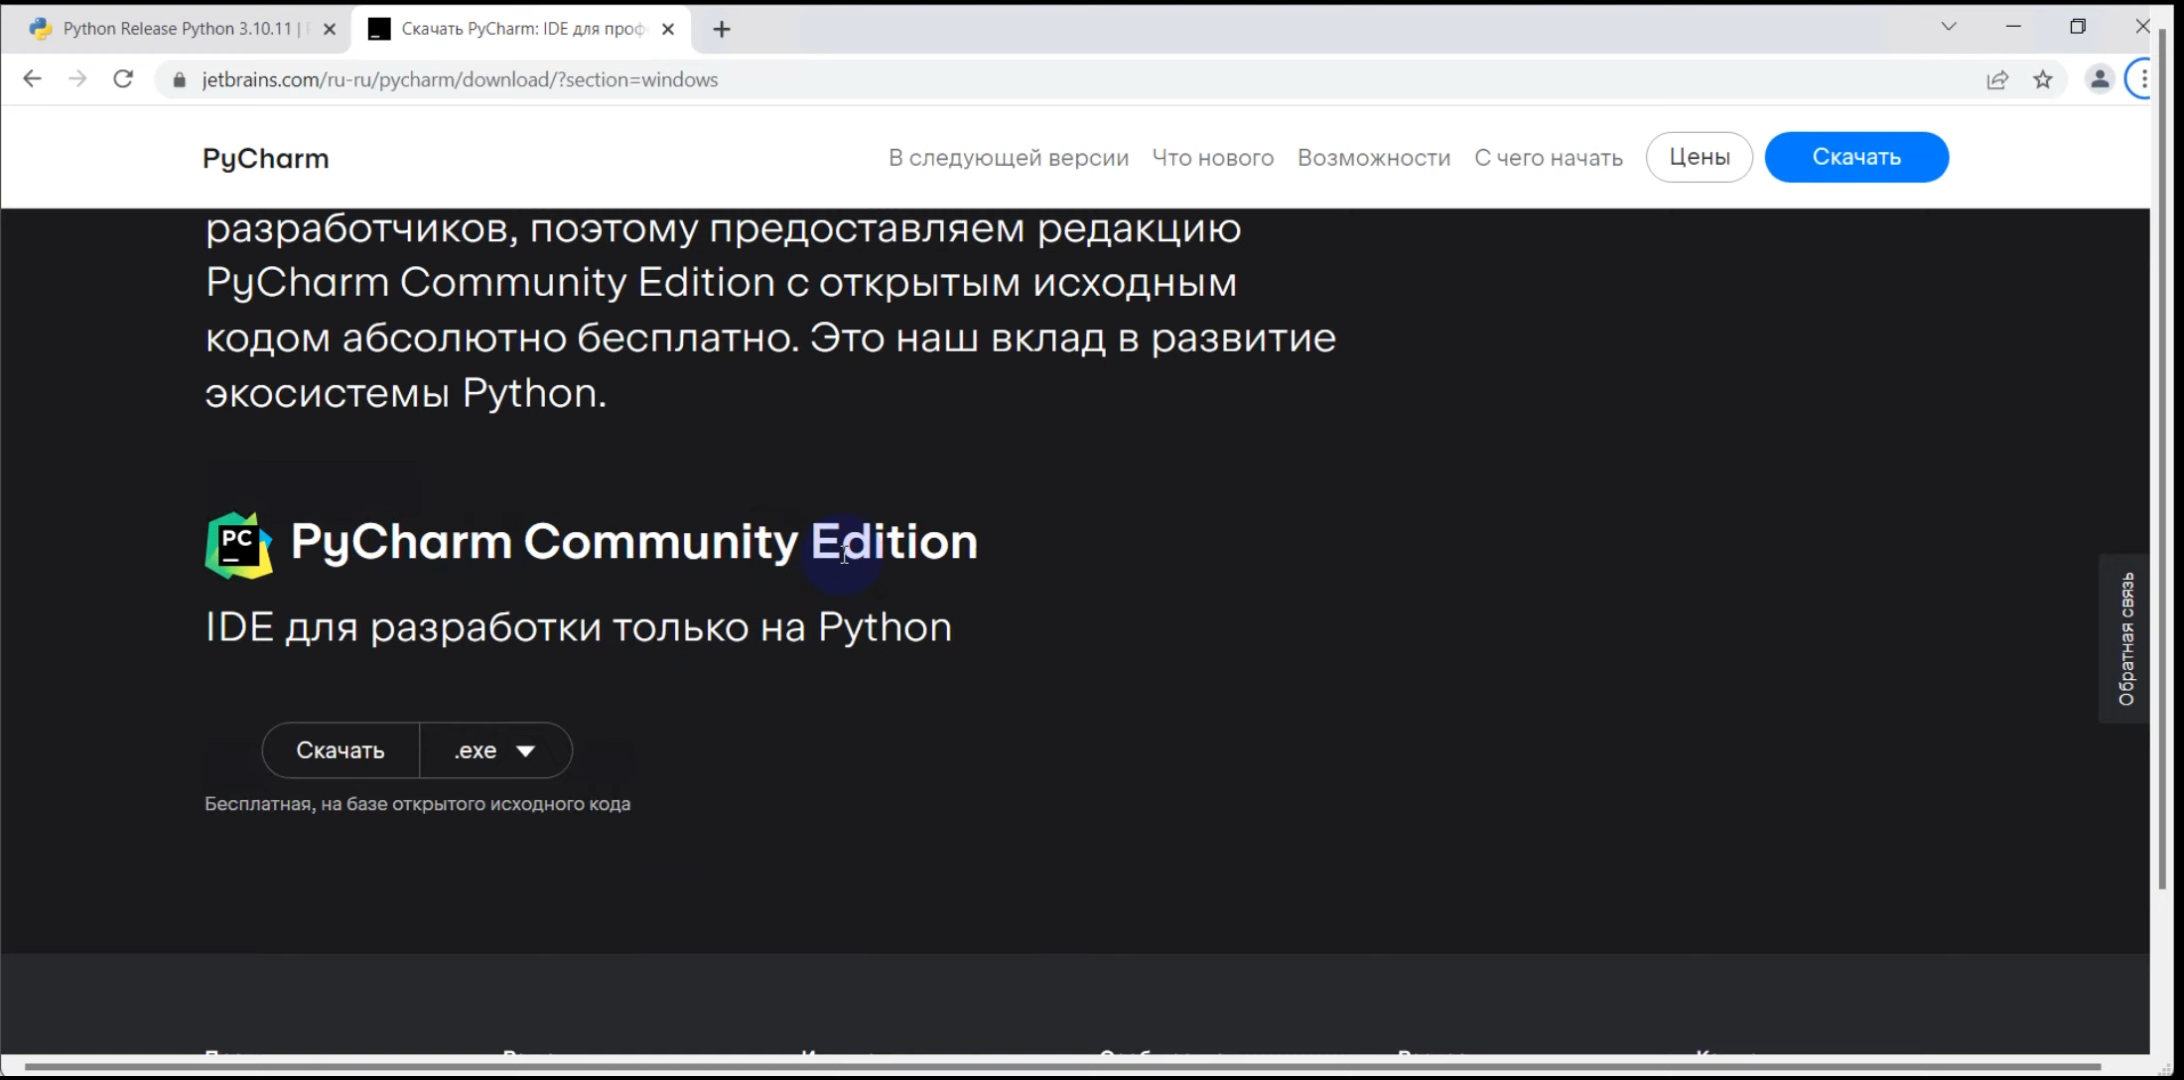 Python Release Python 3.10.11 |
Скачать PyCharm: IDE для проф
jetbrains.com/ru-ru/pycharm/download/?section=windows
PyCharm
В следующей версии
Что нового
Возможности
С чего начать
Цены
Скачать
разработчиков, поэтому предоставляем редакцию
PyCharm Community Edition с открытым исходным
кодом абсолютно бесплатно. Это наш вклад в развитие
экосистемы Python.
PC
PyCharm Community Edition
IDE для разработки только на Python
Скачать
.exe
Бесплатная, на базе открытого исходного кода
Обратная связь